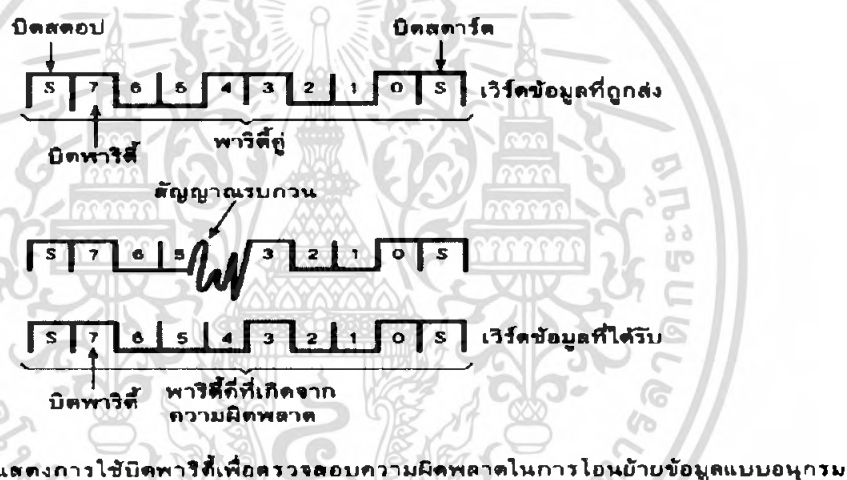 บิตสตอป บิตสตาร์ต
S 7 6 5 4 3 2 1 0 S เวิร์ดข้อมูลที่ถูกส่ง
บิตพาริตี้ พาริตี้คู่
สัญญาณรบกวน
S 7 6 5 3 2 1 0 S
S 7 6 5 4 3 2 1 0 S เวิร์ดข้อมูลที่ได้รับ
บิตพาริตี้ พาริตี้คี่ที่เกิดจาก
ความผิดพลาด
แสดงการใช้บิตพาริตี้เพื่อตรวจสอบความผิดพลาดในการโอนย้ายข้อมูลแบบอนุกรม